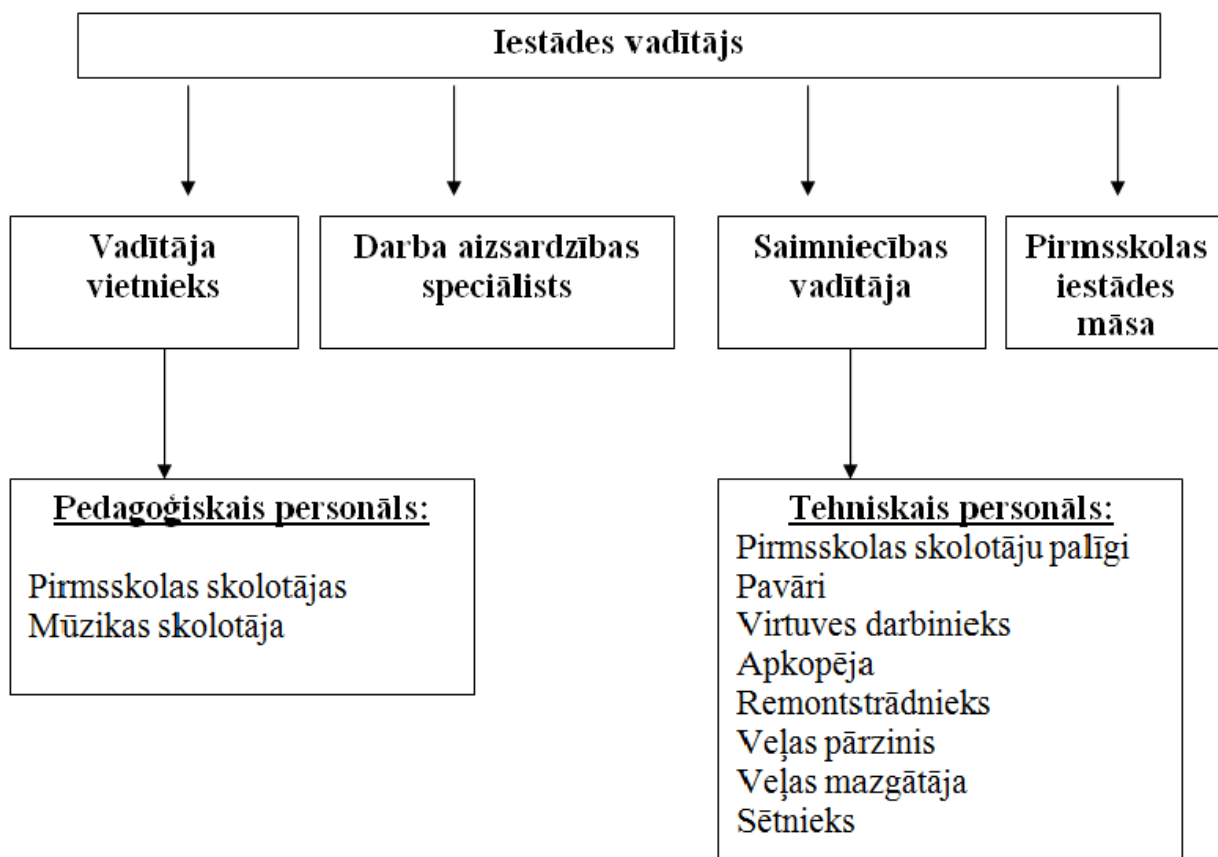 Iestādes vadītājs
Vadītāja
vietnieks
Darba aizsardzības
speciālists
Saimniecības
vadītāja
Pirmsskolas
iestādes
māsa
Pedagoģiskais personāls:
Pirmsskolas skolotājas
Mūzikas skolotāja
Tehniskais personāls:
Pirmsskolas skolotāju palīgi
Pavāri
Virtuves darbinieks
Apkopēja
Remontstrādnieks
Veļas pārzinis
Veļas mazgātāja
Sētnieks